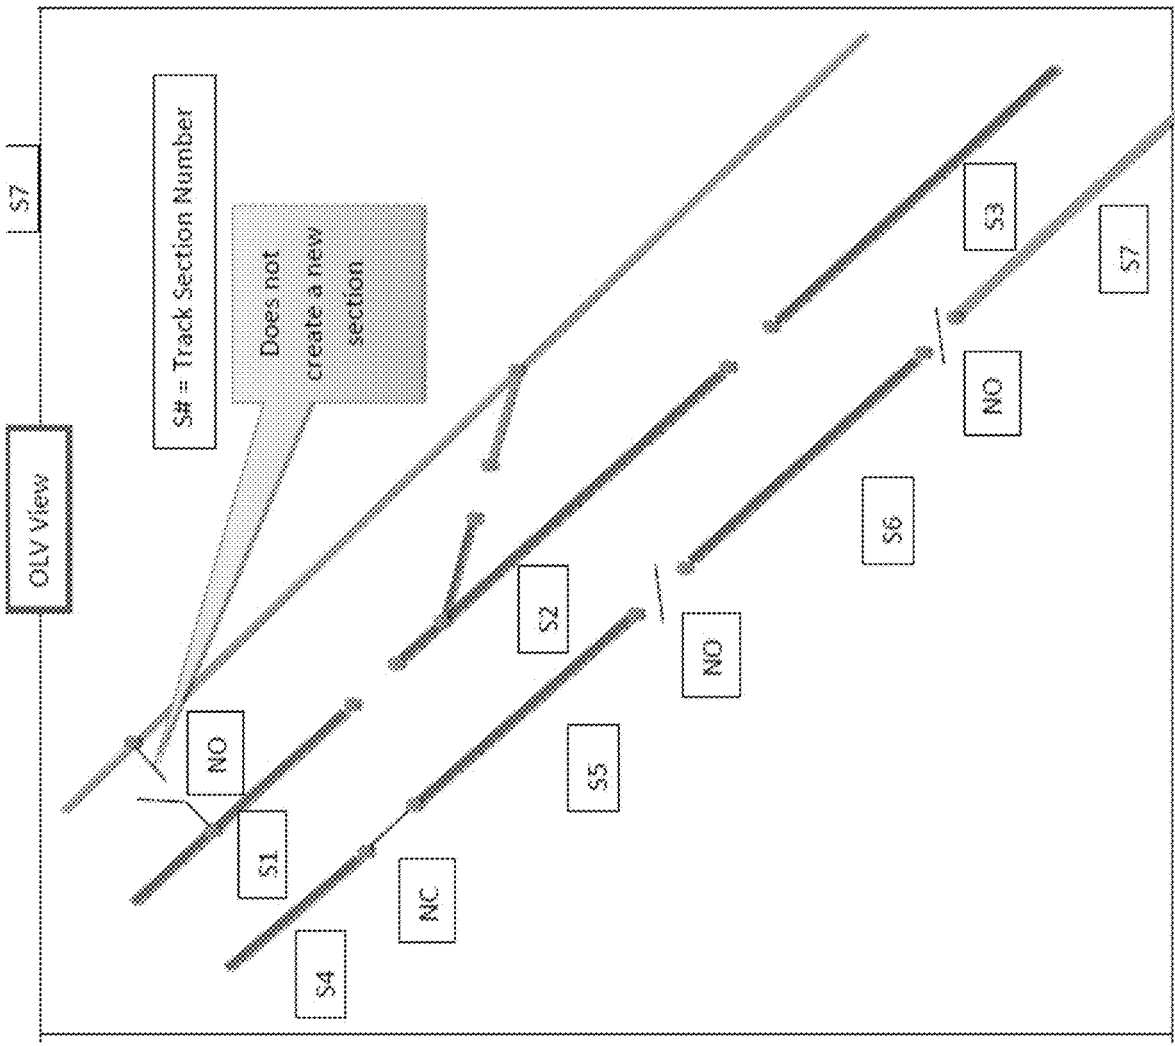 OLV View
S7
S# = Track Section Number
NO
S1
Does not
create a new
section
S4
NC
S2
S5
NO
S6
NO
S3
S7